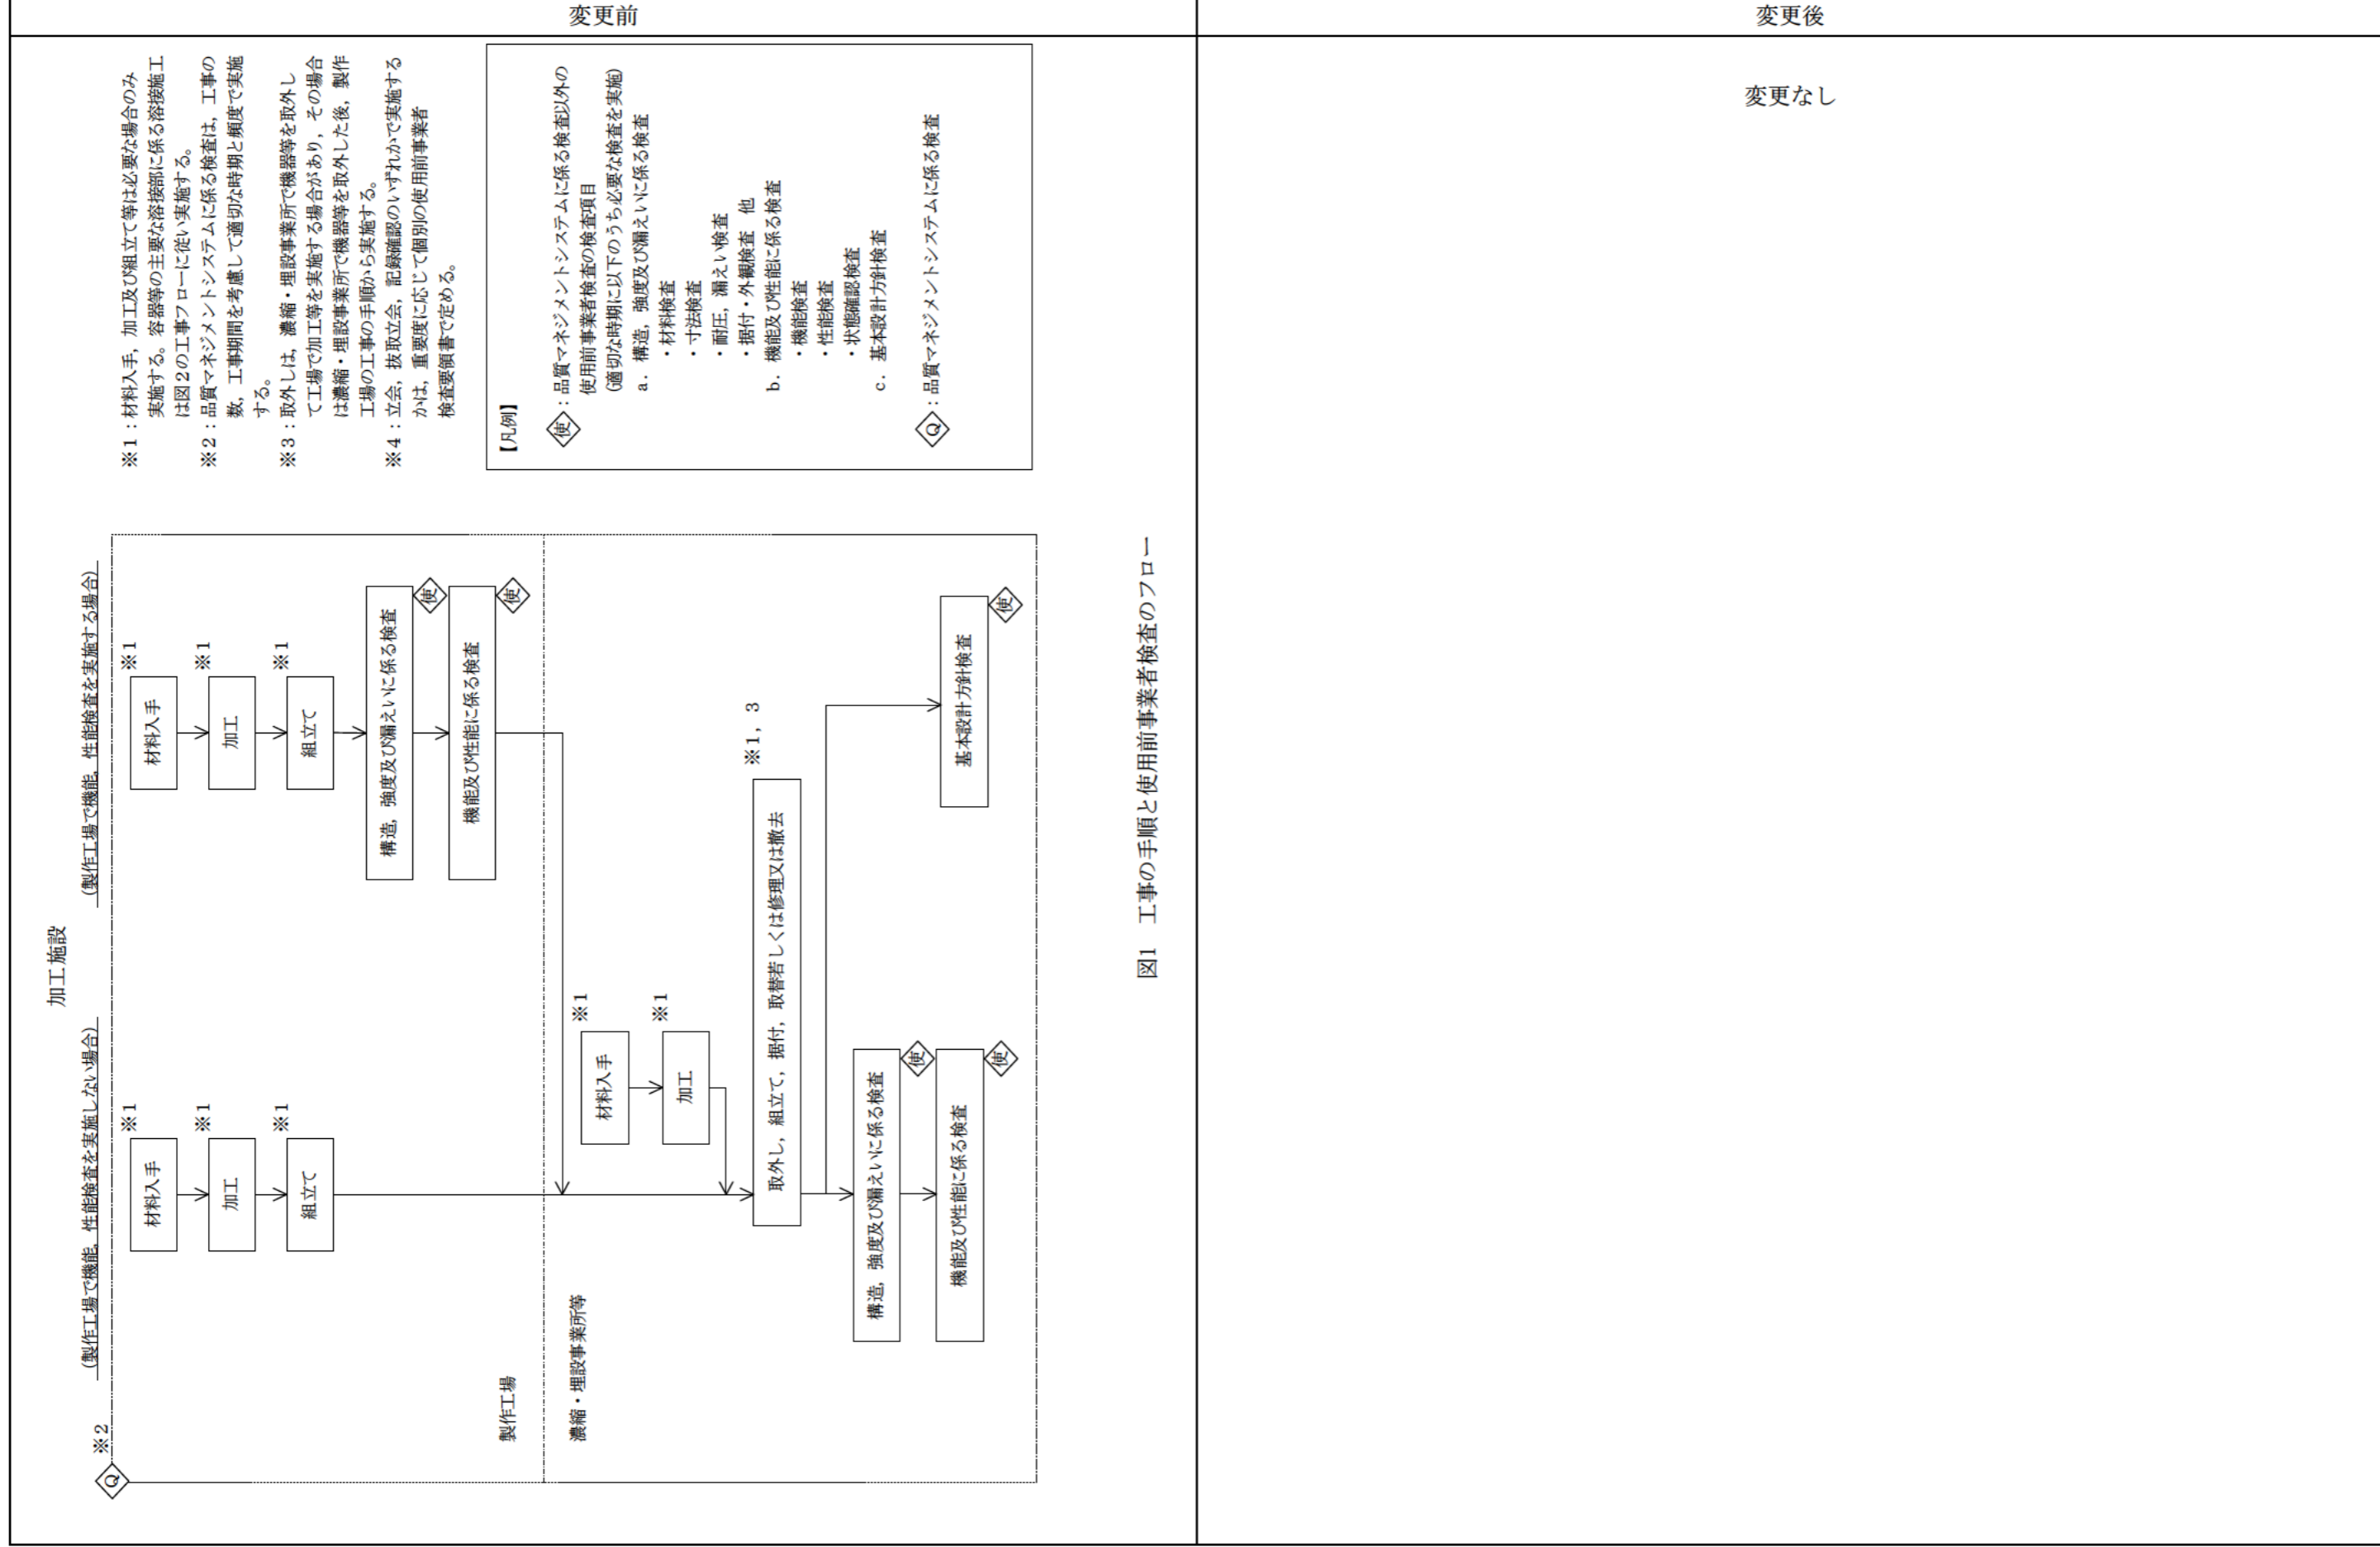 変更前
変更後
変更なし
加工施設
(製作工場で機能，性能検査を実施しない場合)
(製作工場で機能，性能検査を実施する場合)
※2
Q
材料入手
※1
加工
※1
組立て
※1
材料入手
※1
加工
※1
組立て
※1
構造，強度及び漏えいに係る検査
使
機能及び性能に係る検査
使
製作工場
濃縮・埋設事業所等
材料入手
※1
加工
※1
取外し，組立て，据付，取替若しくは修理又は撤去
※1，3
構造，強度及び漏えいに係る検査
使
機能及び性能に係る検査
使
基本設計方針検査
使
※1：材料入手，加工及び組立て等は必要な場合のみ
実施する。容器等の主要な溶接部に係る溶接施工
は図2の工事フローに従い実施する。
※2：品質マネジメントシステムに係る検査は，工事の
数，工事期間を考慮して適切な時期と頻度で実施
する。
※3：取外しは，濃縮・埋設事業所で機器等を取外し
て工場で加工等を実施する場合があり，その場合
は濃縮・埋設事業所で機器等を取外した後，製作
工場の工事の手順から実施する。
※4：立会，抜取立会，記録確認のいずれかで実施する
かは，重要度に応じて個別の使用前事業者
検査要領書で定める。
【凡例】
使：品質マネジメントシステムに係る検査以外の
使用前事業者検査の検査項目
(適切な時期に以下のうち必要な検査を実施)
a．構造，強度及び漏えいに係る検査
・材料検査
・寸法検査
・耐圧，漏えい検査
・据付・外観検査　他
b．機能及び性能に係る検査
・機能検査
・性能検査
・状態確認検査
c．基本設計方針検査
Q：品質マネジメントシステムに係る検査
図1　工事の手順と使用前事業者検査のフロー